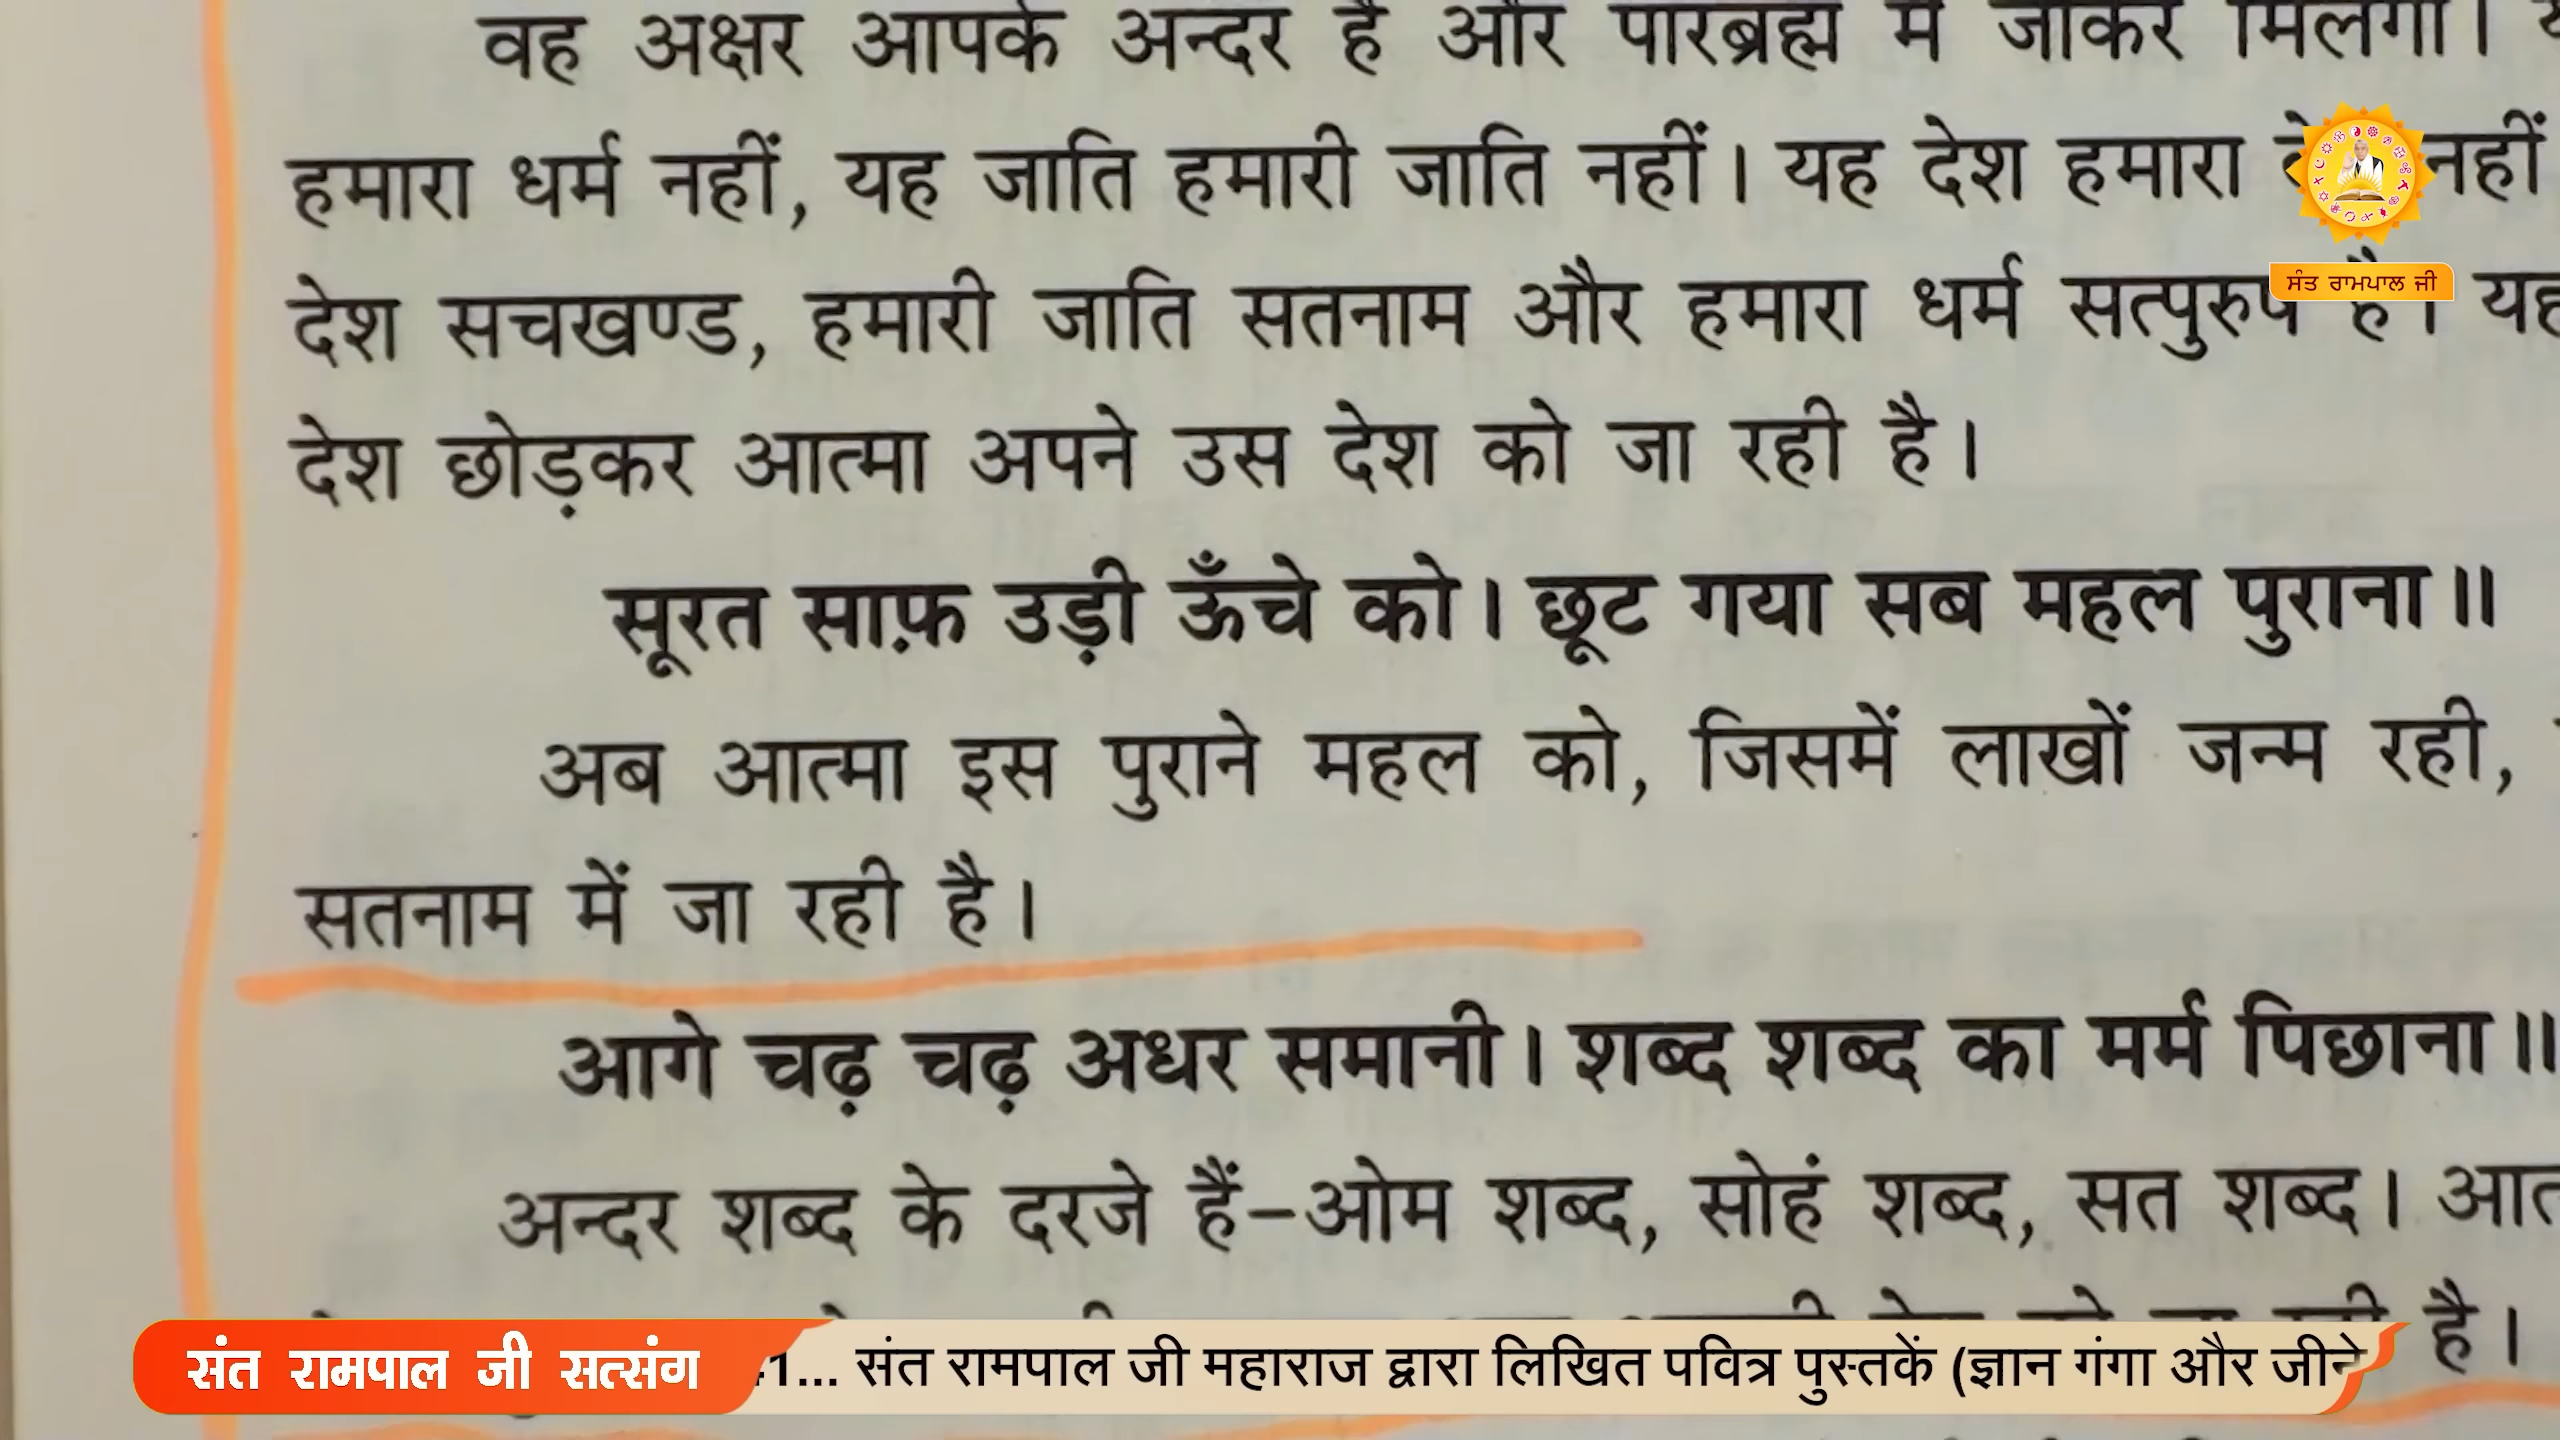 वह अक्षर आपके अन्दर है और पारब्रह्म में जाकर मिलेगा।
हमारा धर्म नहीं, यह जाति हमारी जाति नहीं। यह देश हमारा नहीं
देश सचखण्ड, हमारी जाति सतनाम और हमारा धर्म सत्पुरुष है। यह
देश छोड़कर आत्मा अपने उस देश को जा रही है।
सूरत साफ़ उड़ी ऊँचे को। छूट गया सब महल पुराना॥
अब आत्मा इस पुराने महल को, जिसमें लाखों जन्म रही,
सतनाम में जा रही है।
आगे चढ़ चढ़ अधर समानी। शब्द शब्द का मर्म पिछाना॥
अन्दर शब्द के दरजे हैं–ओम शब्द, सोहं शब्द, सत शब्द।
है।
ਸੰਤ ਰਾਮਪਾਲ ਜੀ
संत रामपाल जी सत्संग
1... संत रामपाल जी महाराज द्वारा लिखित पवित्र पुस्तकें (ज्ञान गंगा और जीने